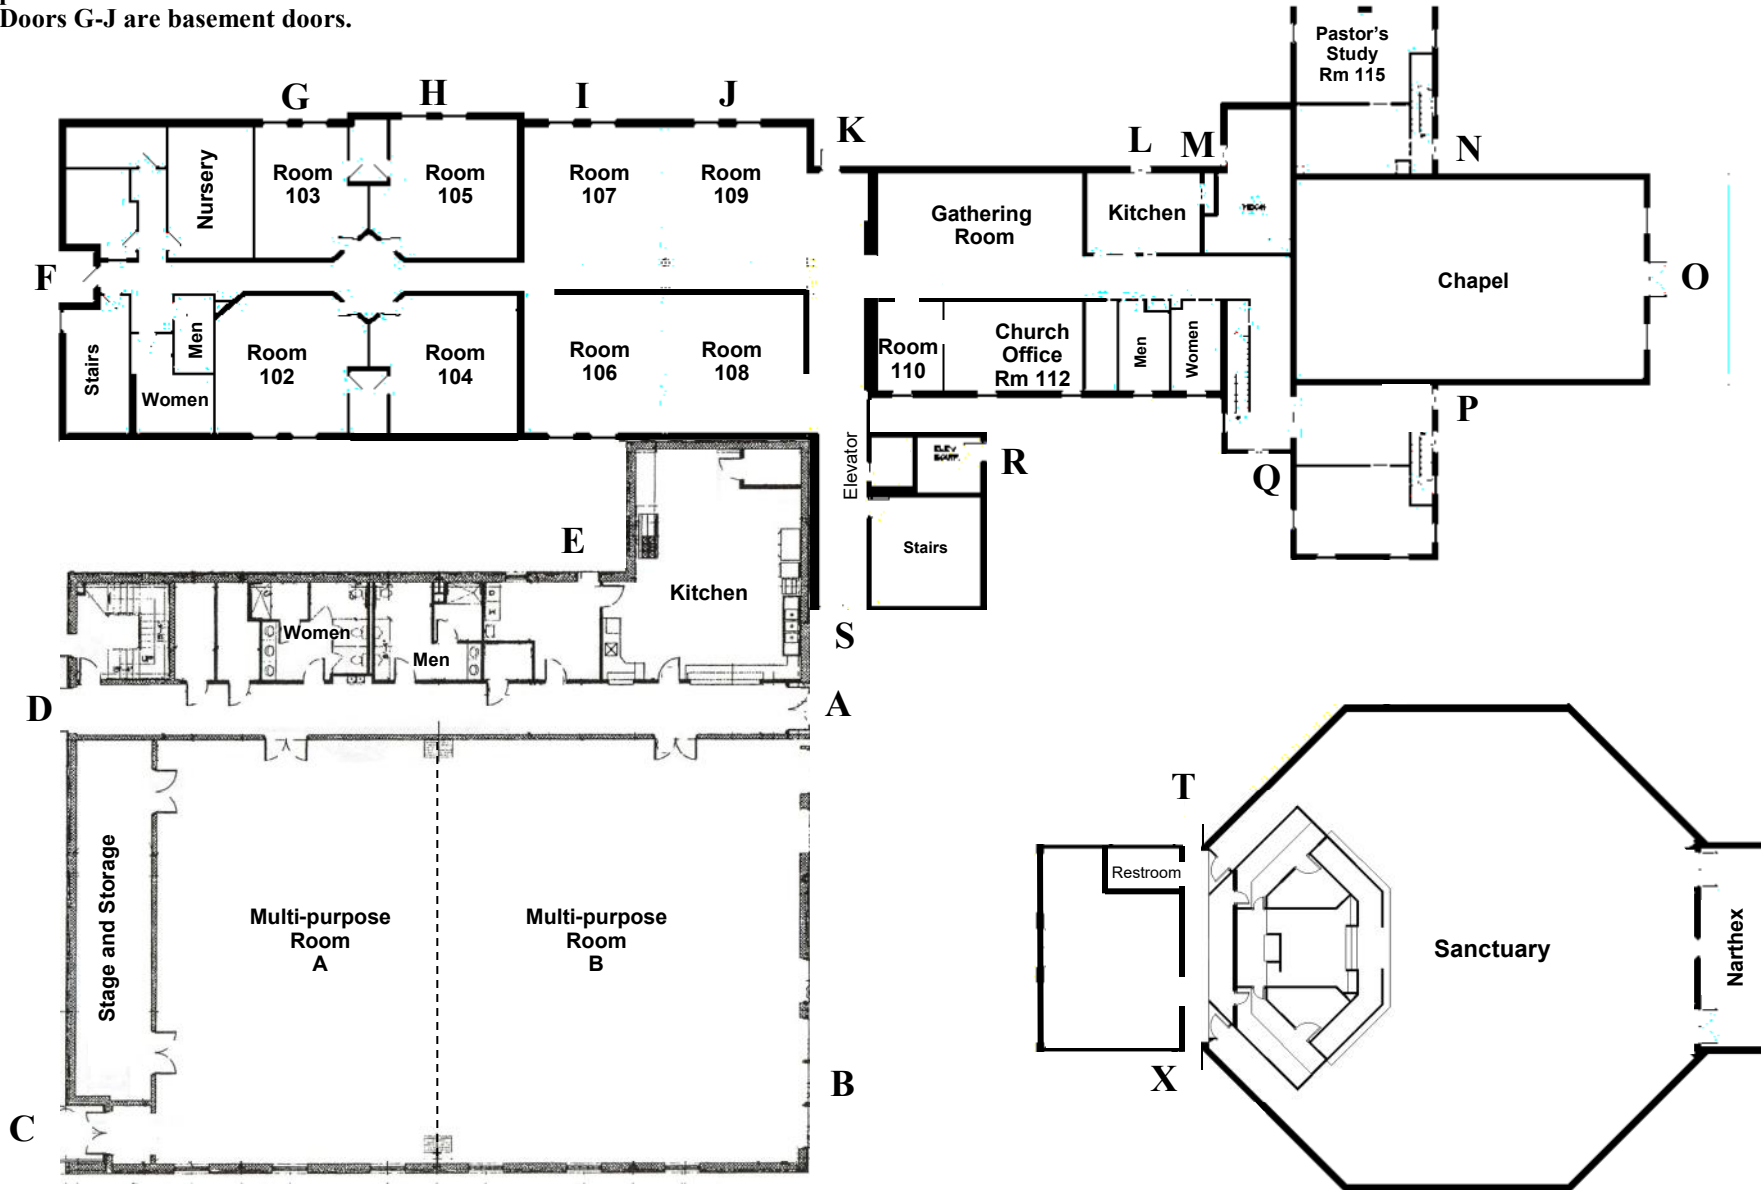 Doors G-J are basement doors.
Pastor's
Study
Rm 115
G
H
I
J
K
L
M
N
Nursery
Room
103
Room
105
Room
107
Room
109
Gathering
Room
Kitchen
MECH
Chapel
O
F
Stairs
Men
Women
Room
102
Room
104
Room
106
Room
108
Room
110
Church
Office
Rm 112
Men
Women
P
Q
Elevator
ELEV
EQUIP.
R
Stairs
E
Kitchen
Women
Men
S
D
A
Stage and Storage
Multi-purpose
Room
A
Multi-purpose
Room
B
B
C
T
Restroom
Sanctuary
Narthex
X